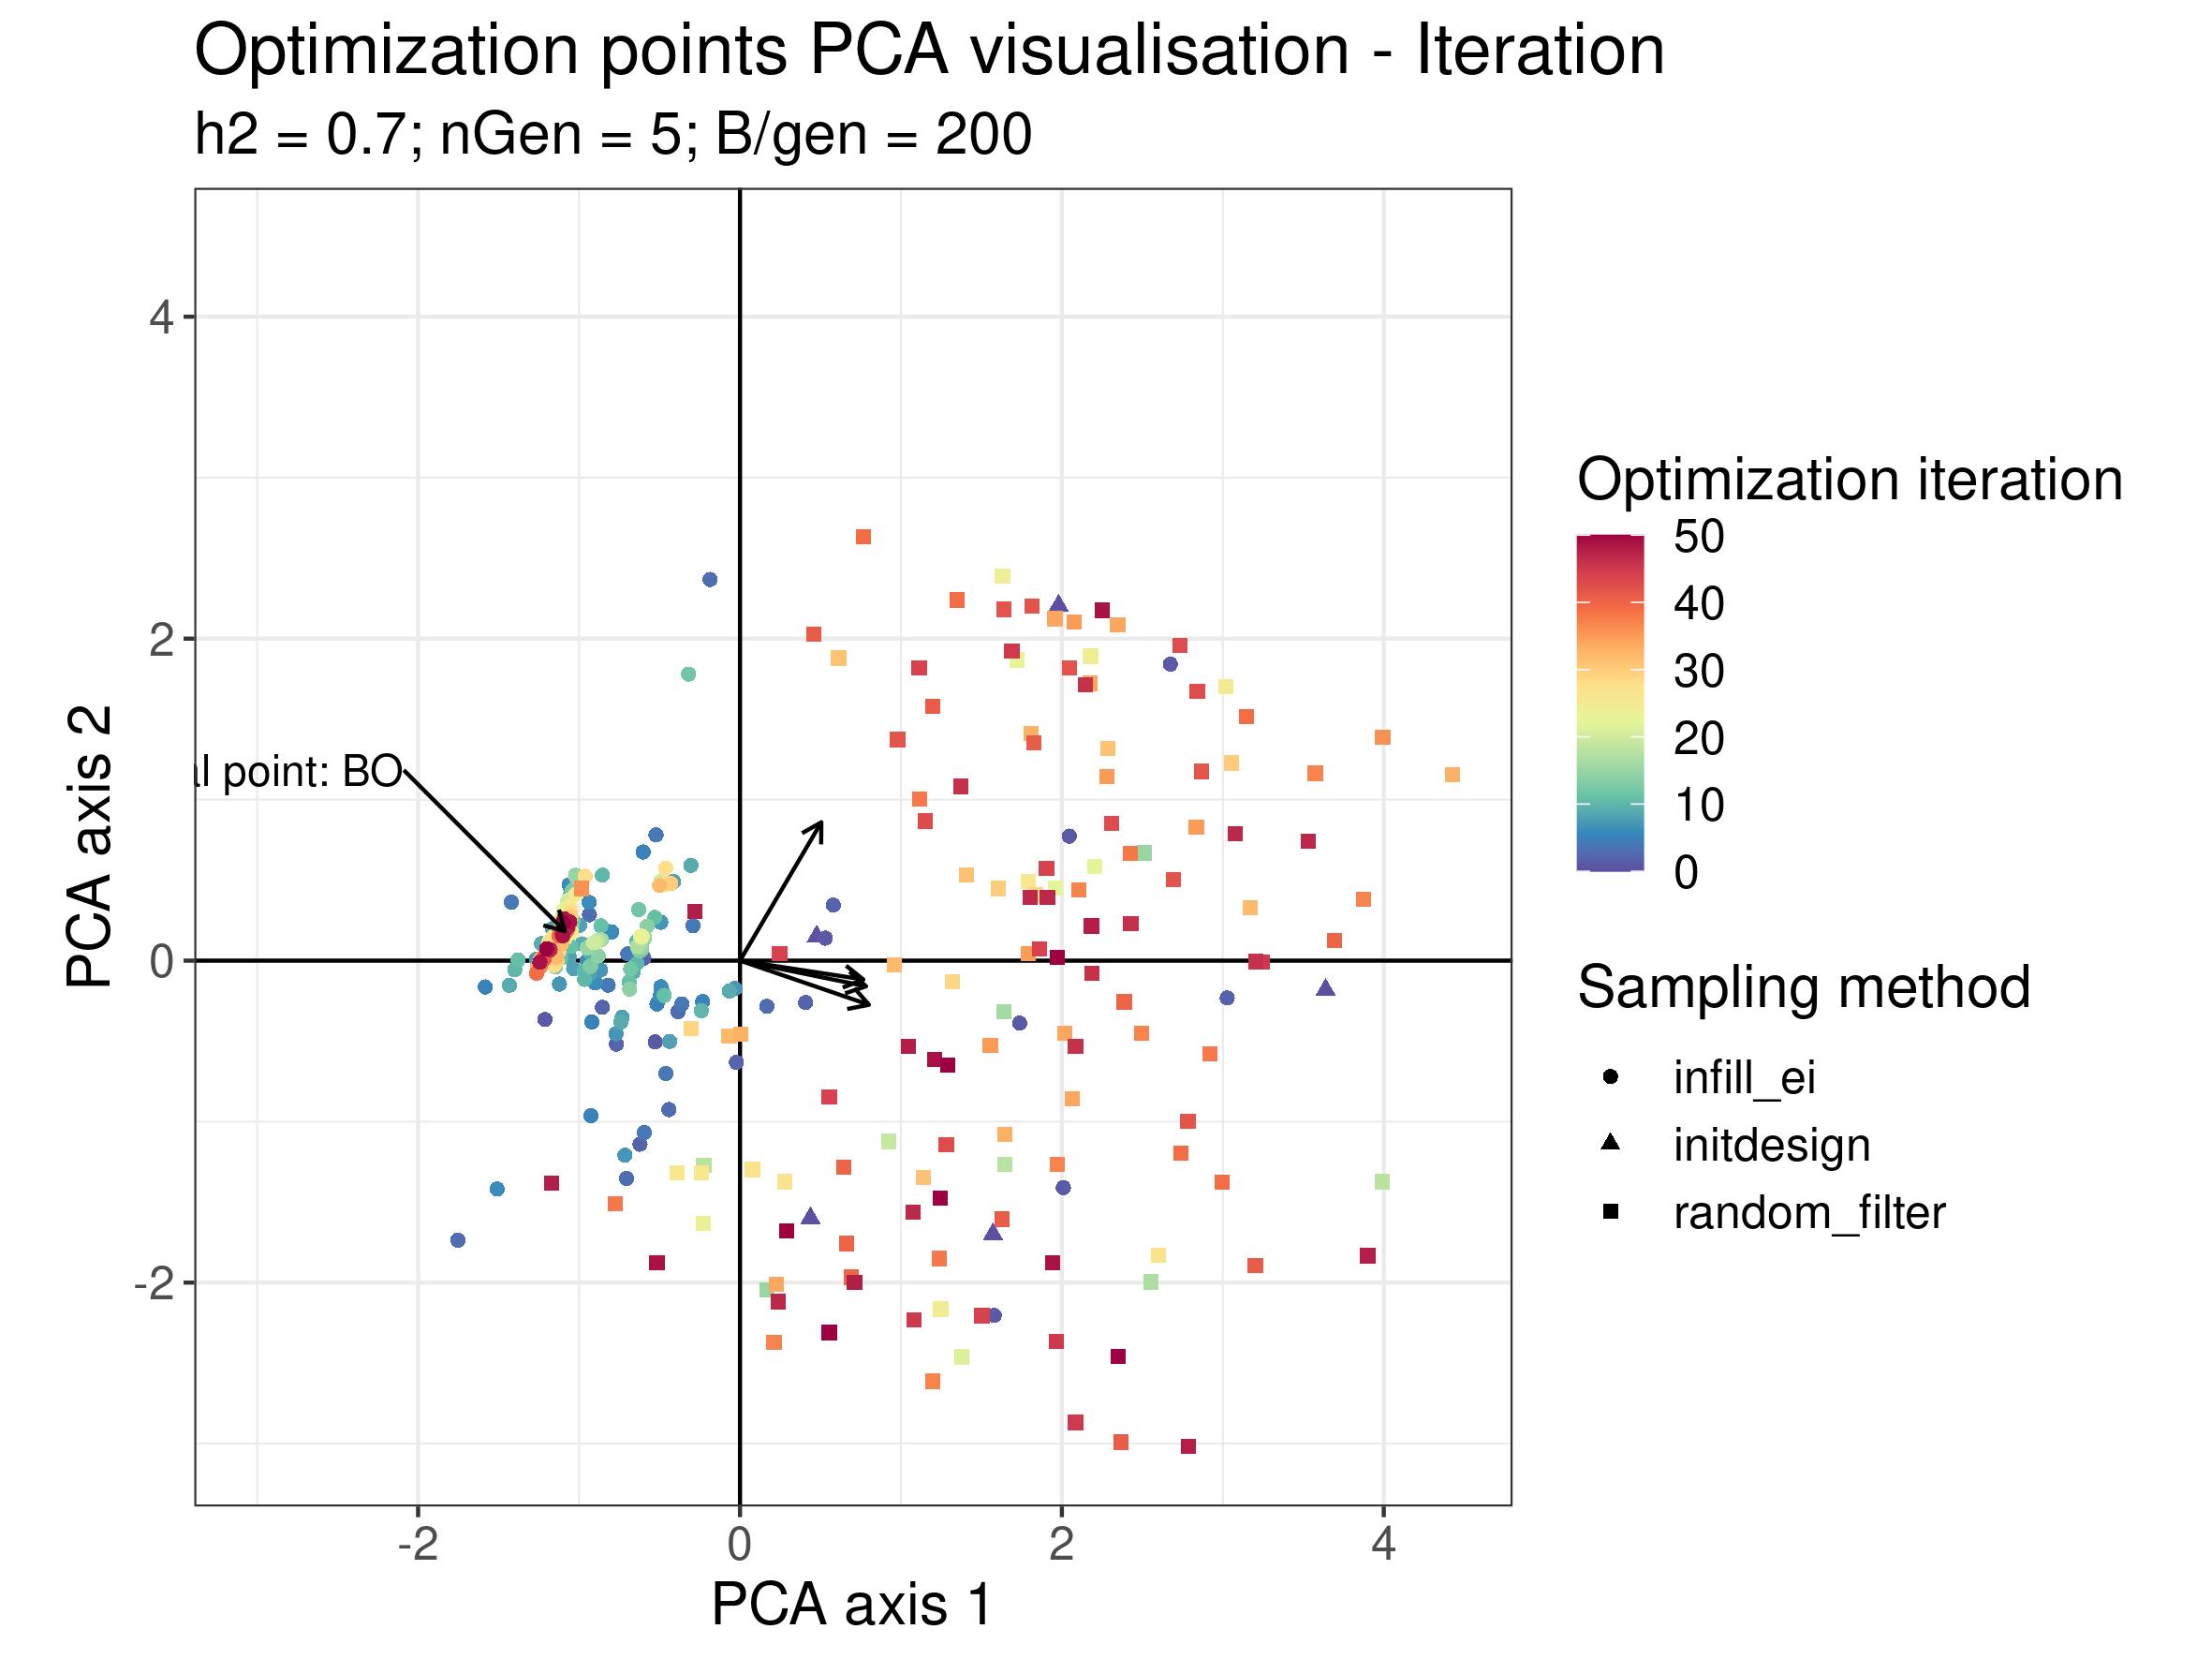 Optimization points PCA visualisation - Iteration
h2 = 0.7; nGen = 5; B/gen = 200
4
2
0
-2
PCA axis 2
point: BO
-2
0
2
4
PCA axis 1
Optimization iteration
50
40
30
20
10
0
Sampling method
infill_ei
initdesign
random_filter